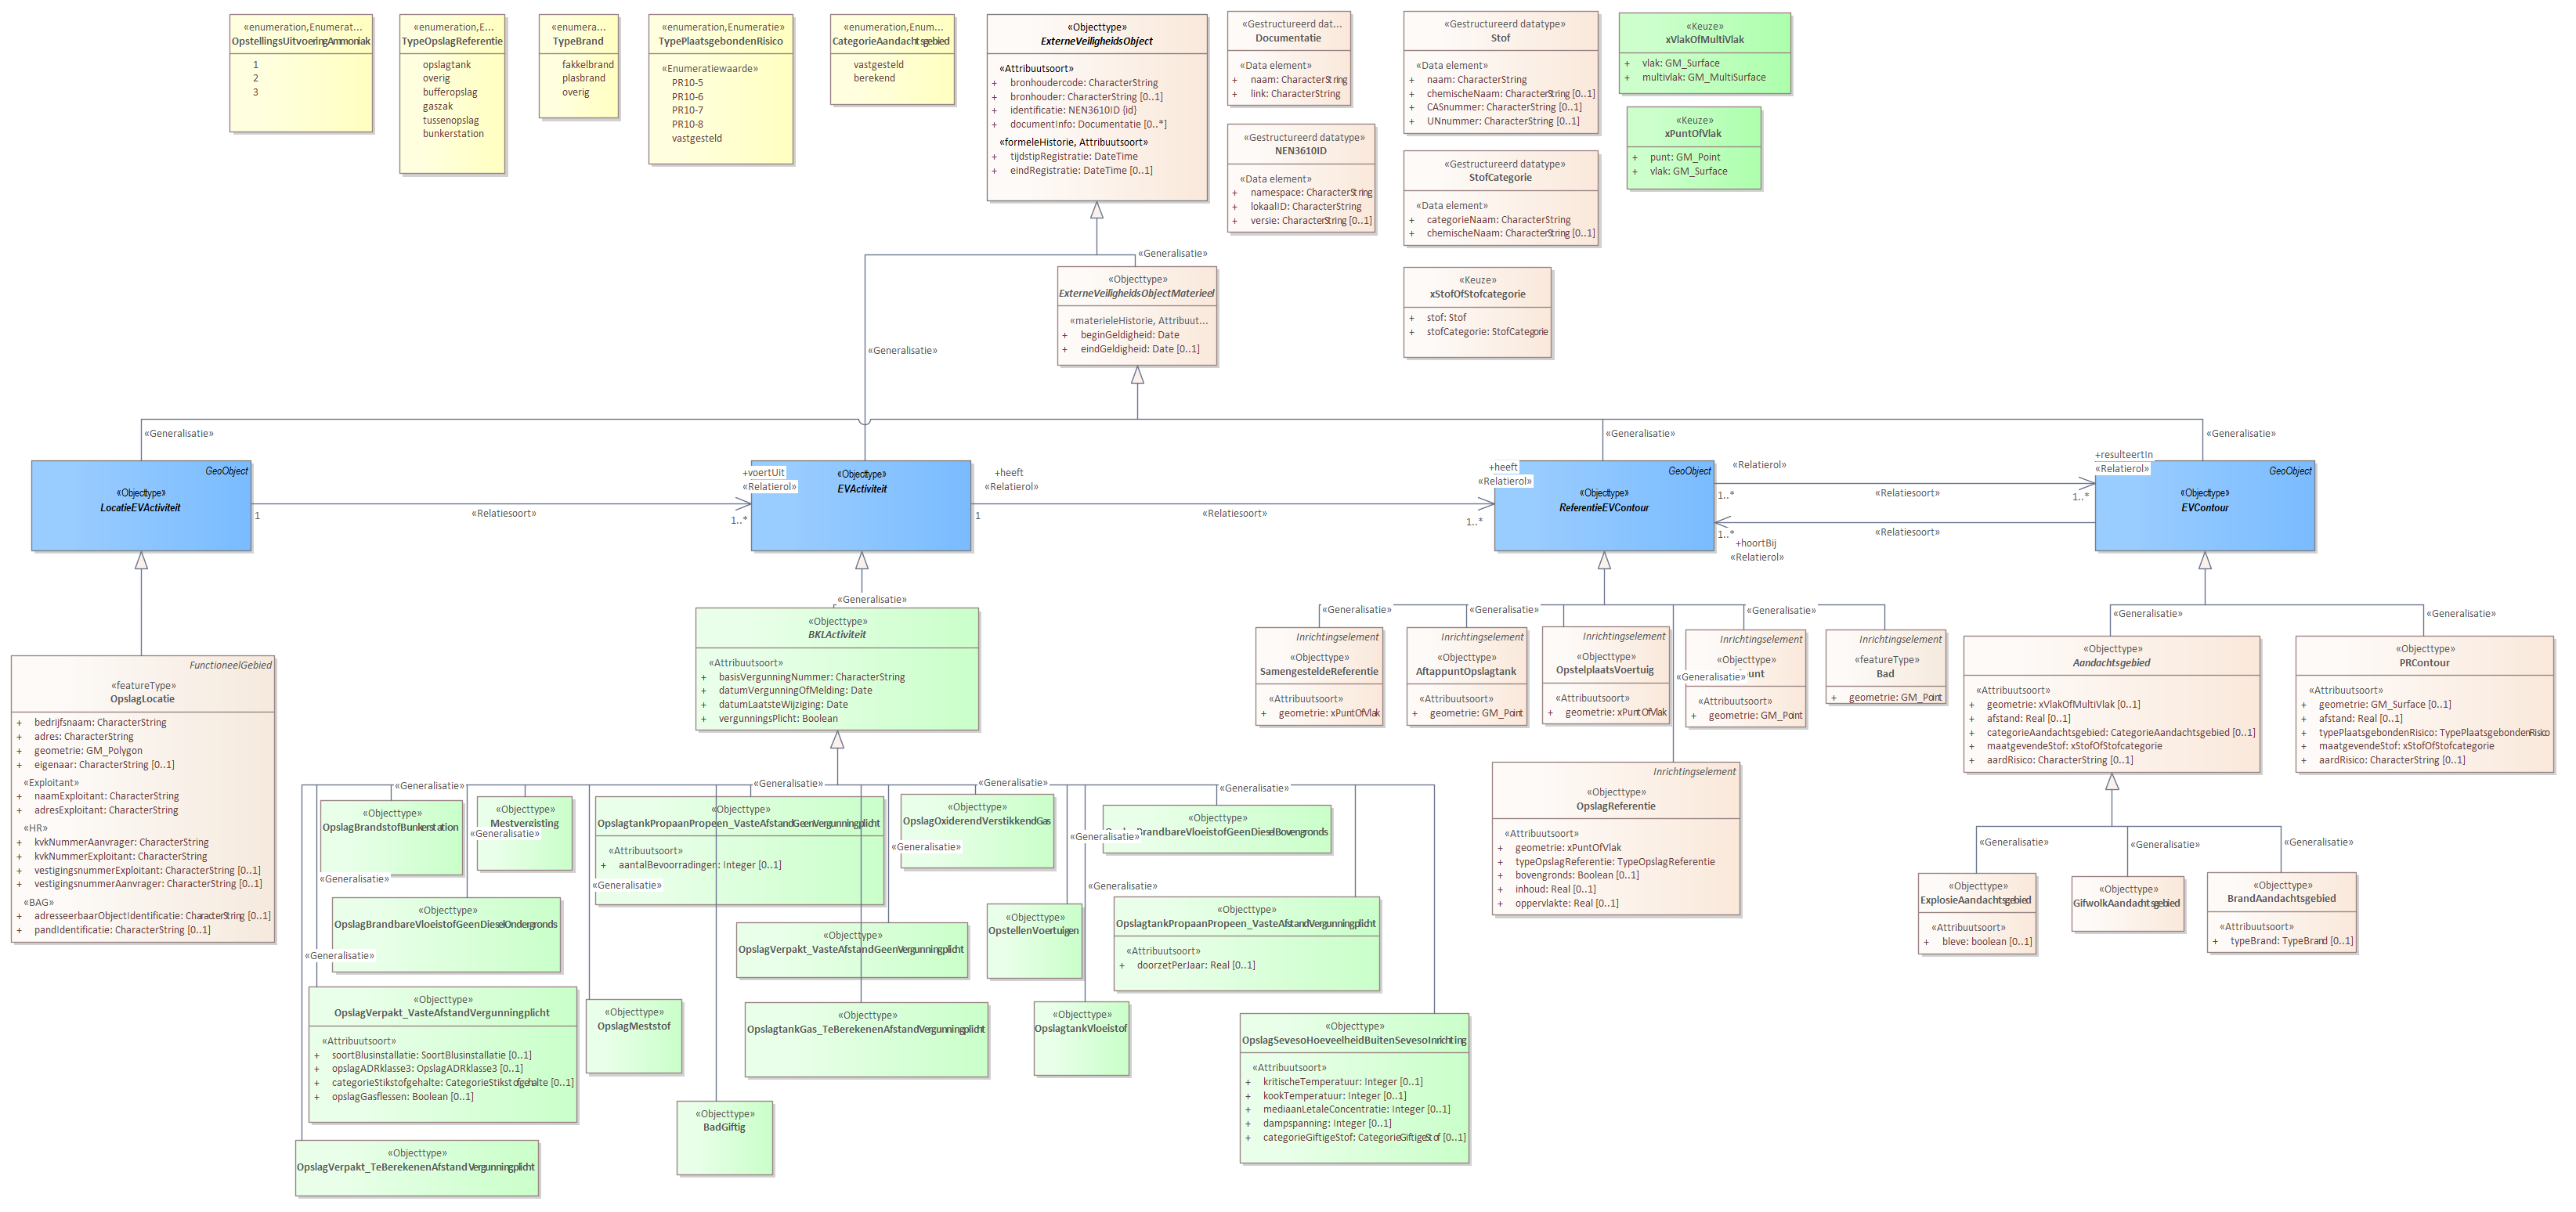 «enumeration,Enumerat...
OpstellingsUitvoeringAmmoniak
1
2
3
«enumeration,E...
TypeOpslagReferentie
opslagtank
overig
bufferopslag
gaszak
tussenopslag
bunkerstation
«enumera...
TypeBrand
fakkelbrand
plasbrand
overig
«enumeration,Enumeratie»
TypePlaatsgebondenRisico
«Enumeratiewaarde»
PR10-5
PR10-6
PR10-7
PR10-8
vastgesteld
«enumeration,Enum...
CategorieAandachtsgebied
vastgesteld
berekend
«Objecttype»
ExterneVeiligheidsObject
«Attribuutsoort»
+ bronhoudercode: CharacterString
+ bronhouder: CharacterString [0..1]
+ identificatie: NEN3610ID {id}
+ documentInfo: Documentatie [0..*]
«formeleHistorie, Attribuutsoort»
+ tijdstipRegistratie: DateTime
+ eindRegistratie: DateTime [0..1]
«Gestructureerd dat...
Documentatie
«Data element»
+ naam: CharacterString
+ link: CharacterString
«Gestructureerd datatype»
NEN3610ID
«Data element»
+ namespace: CharacterString
+ lokaalID: CharacterString
+ versie: CharacterString [0..1]
«Gestructureerd datatype»
Stof
«Data element»
+ naam: CharacterString
+ chemischeNaam: CharacterString [0..1]
+ CASnummer: CharacterString [0..1]
+ UNnummer: CharacterString [0..1]
«Gestructureerd datatype»
StofCategorie
«Data element»
+ categorieNaam: CharacterString
+ chemischeNaam: CharacterString [0..1]
«Keuze»
xStofOfStofcategorie
+ stof: Stof
+ stofCategorie: StofCategorie
«Keuze»
xVlakOfMultiVlak
+ vlak: GM_Surface
+ multivlak: GM_MultiSurface
«Keuze»
xPuntOfVlak
+ punt: GM_Point
+ vlak: GM_Surface
«Generalisatie»
«Objecttype»
ExterneVeiligheidsObjectMaterieel
«materieleHistorie, Attribuut...
+ beginGeldigheid: Date
+ eindGeldigheid: Date [0..1]
«Generalisatie»
«Generalisatie»
«Generalisatie»
«Generalisatie»
GeoObject
«Objecttype»
LocatieEVActiviteit
1
«Relatiesoort»
+voertUit
«Relatierol»
1..*
«Objecttype»
EVActiviteit
+heeft
«Relatierol»
1
«Relatiesoort»
+heeft
«Relatierol»
1..*
GeoObject
«Objecttype»
ReferentieEVContour
«Relatierol»
1..*
«Relatiesoort»
+resulteertIn
«Relatierol»
1..*
1..*
+hoortBij
«Relatierol»
«Relatiesoort»
GeoObject
«Objecttype»
EVContour
FunctioneelGebied
«featureType»
OpslagLocatie
+ bedrijfsnaam: CharacterString
+ adres: CharacterString
+ geometrie: GM_Polygon
+ eigenaar: CharacterString [0..1]
«Exploitant»
+ naamExploitant: CharacterString
+ adresExploitant: CharacterString
«HR»
+ kvkNummerAanvrager: CharacterString
+ kvkNummerExploitant: CharacterString
+ vestigingsnummerExploitant: CharacterString [0..1]
+ vestigingsnummerAanvrager: CharacterString [0..1]
«BAG»
+ adresseerbaarObjectIdentificatie: CharacterString [0..1]
+ pandIdentificatie: CharacterString [0..1]
«Generalisatie»
«Objecttype»
BKLActiviteit
«Attribuutsoort»
+ basisVergunningNummer: CharacterString
+ datumVergunningOfMelding: Date
+ datumLaatsteWijziging: Date
+ vergunningsPlicht: Boolean
«Generalisatie»
«Generalisatie»
«Generalisatie»
«Generalisatie»
«Objecttype»
OpslagBrandstofBunkerstation
«Objecttype»
Mestvergisting
«Generalisatie»
«Objecttype»
OpslagtankPropaanPropeen_VasteAfstandGeenVergunningplicht
«Attribuutsoort»
+ aantalBevoorradingen: Integer [0..1]
«Generalisatie»
«Objecttype»
OpslagOxiderendVerstikkendGas
«Generalisatie»
«Objecttype»
BrandbareVloeistofGeenDieselBovengronds
«Generalisatie»
«Generalisatie»
«Generalisatie»
«Generalisatie»
«Objecttype»
OpslagBrandbareVloeistofGeenDieselOndergronds
«Objecttype»
OpslagVerpakt_VasteAfstandGeenVergunningplicht
«Objecttype»
OpstellenVoertuigen
«Objecttype»
OpslagtankPropaanPropeen_VasteAfstandVergunningplicht
«Attribuutsoort»
+ doorzetPerJaar: Real [0..1]
«Objecttype»
OpslagVerpakt_VasteAfstandVergunningplicht
«Attribuutsoort»
+ soortBlusinstallatie: SoortBlusinstallatie [0..1]
+ opslagADRklasse3: OpslagADRklasse3 [0..1]
+ categorieStikstofgehalte: CategorieStikstofgehalte [0..1]
+ opslagGasflessen: Boolean [0..1]
«Objecttype»
OpslagMeststof
«Objecttype»
OpslagtankGas_TeBerekenenAfstandVergunningplicht
«Objecttype»
OpslagtankVloeistof
«Objecttype»
OpslagSevesoHoeveelheidBuitenSevesoInrichting
«Attribuutsoort»
+ kritischeTemperatuur: Integer [0..1]
+ kookTemperatuur: Integer [0..1]
+ mediaanLetaleConcentratie: Integer [0..1]
+ dampspanning: Integer [0..1]
+ categorieGiftigeStof: CategorieGiftigeStof [0..1]
«Objecttype»
BadGiftig
«Objecttype»
OpslagVerpakt_TeBerekenenAfstandVergunningplicht
«Generalisatie»
«Generalisatie»
«Generalisatie»
«Generalisatie»
Inrichtingselement
«Objecttype»
SamengesteldeReferentie
«Attribuutsoort»
+ geometrie: xPuntOfVlak
Inrichtingselement
«Objecttype»
AftappuntOpslagtank
«Attribuutsoort»
+ geometrie: GM_Point
Inrichtingselement
«Objecttype»
OpstelplaatsVoertuig
«Attribuutsoort»
+ geometrie: xPuntOfVlak
Inrichtingselement
«Objecttype»
«Generalisatie»
unt
«Attribuutsoort»
+ geometrie: GM_Point
Inrichtingselement
«featureType»
Bad
+ geometrie: GM_Point
Inrichtingselement
«Objecttype»
OpslagReferentie
«Attribuutsoort»
+ geometrie: xPuntOfVlak
+ typeOpslagReferentie: TypeOpslagReferentie
+ bovengronds: Boolean [0..1]
+ inhoud: Real [0..1]
+ oppervlakte: Real [0..1]
«Generalisatie»
«Generalisatie»
«Objecttype»
Aandachtsgebied
«Attribuutsoort»
+ geometrie: xVlakOfMultiVlak [0..1]
+ afstand: Real [0..1]
+ categorieAandachtsgebied: CategorieAandachtsgebied [0..1]
+ maatgevendeStof: xStofOfStofcategorie
+ aardRisico: CharacterString [0..1]
«Objecttype»
PRContour
«Attribuutsoort»
+ geometrie: GM_Surface [0..1]
+ afstand: Real [0..1]
+ typePlaatsgebondenRisico: TypePlaatsgebondenRisico
+ maatgevendeStof: xStofOfStofcategorie
+ aardRisico: CharacterString [0..1]
«Generalisatie»
«Generalisatie»
«Generalisatie»
«Objecttype»
ExplosieAandachtsgebied
«Attribuutsoort»
+ bleve: boolean [0..1]
«Objecttype»
GifwolkAandachtsgebied
«Objecttype»
BrandAandachtsgebied
«Attribuutsoort»
+ typeBrand: TypeBrand [0..1]